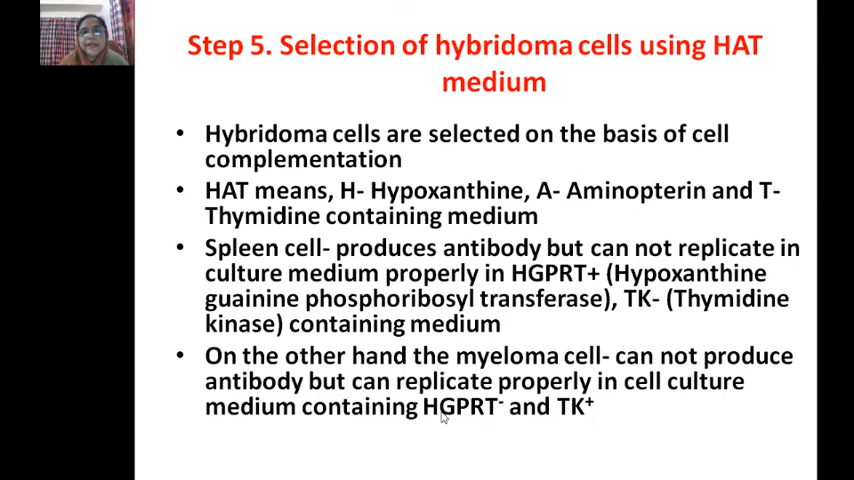 Step 5. Selection of hybridoma cells using HAT
medium
• Hybridoma cells are selected on the basis of cell
complementation
• HAT means, H- Hypoxanthine, A- Aminopterin and T-
Thymidine containing medium
• Spleen cell- produces antibody but can not replicate in
culture medium properly in HGPRT+ (Hypoxanthine
guainine phosphoribosyl transferase), TK- (Thymidine
kinase) containing medium
• On the other hand the myeloma cell- can not produce
antibody but can replicate properly in cell culture
medium containing HGPRT⁻ and TK⁺